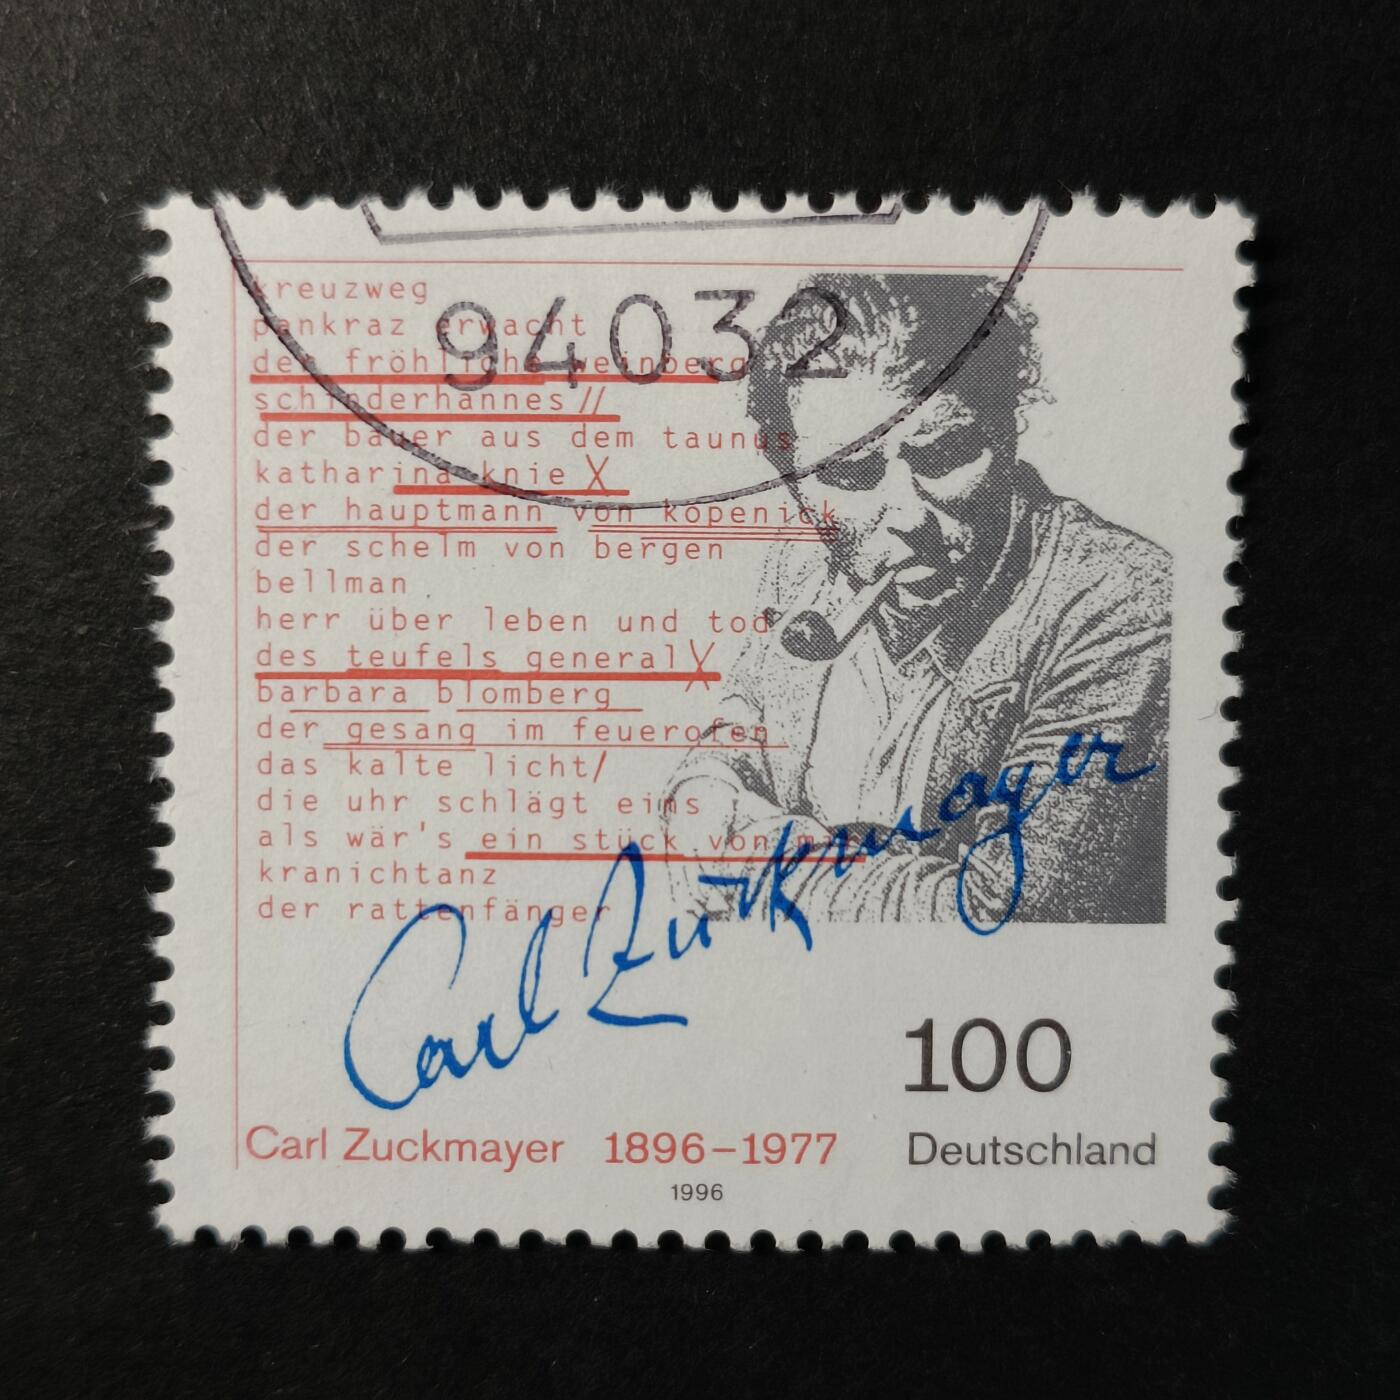 94032
kreuzweg
pankraz erwacht
der fröhliche weinberg
schinderhannes //
der bauer aus dem taunus
katharina knie X
der hauptmann von köpenick
der schelm von bergen
bellman
herr über leben und tod
des teufels general X
barbara blomberg
der gesang im feuerofen
das kalte licht/
die uhr schlägt eins
als wär's ein stück von
kranichtanz
der rattenfänger
Carl Zuckmayer
100
Carl Zuckmayer 1896–1977 Deutschland
1996